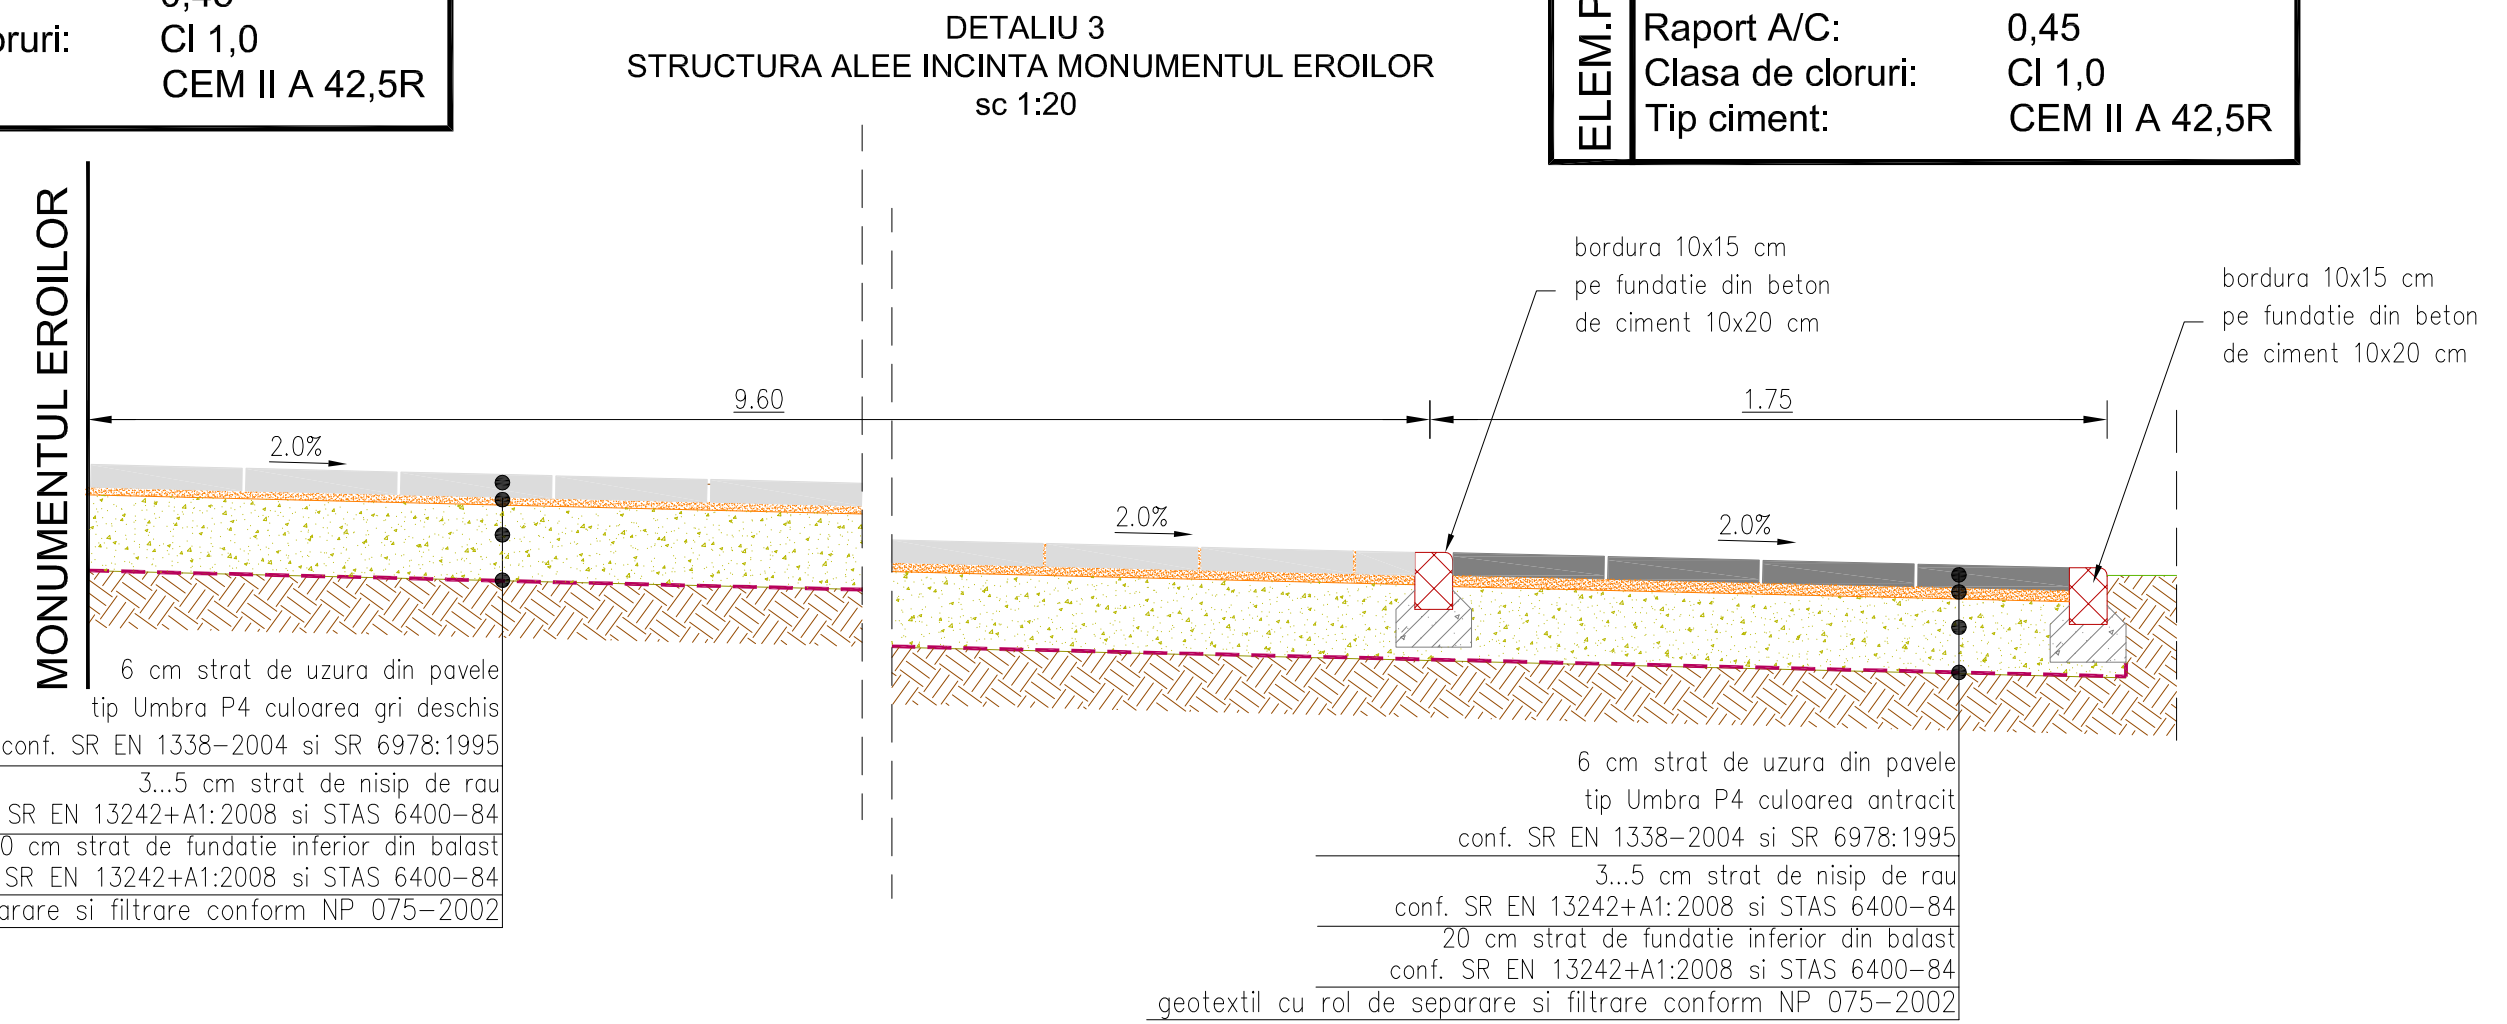 Cl 1,0
CEM II A 42,5R
DETALIU 3
STRUCTURA ALEE INCINTA MONUMENTUL EROILOR
sc 1:20
Raport A/C: 0,45
Clasa de cloruri: Cl 1,0
Tip ciment: CEM II A 42,5R
MONUMENTUL EROILOR
bordura 10x15 cm
pe fundatie din beton
de ciment 10x20 cm
bordura 10x15 cm
pe fundatie din beton
de ciment 10x20 cm
9.60
1.75
2.0%
2.0%
2.0%
6 cm strat de uzura din pavele
tip Umbra P4 culoarea gri deschis
conf. SR EN 1338-2004 si SR 6978:1995
3...5 cm strat de nisip de rau
SR EN 13242+A1:2008 si STAS 6400-84
0 cm strat de fundatie inferior din balast
SR EN 13242+A1:2008 si STAS 6400-84
si filtrare conform NP 075-2002
6 cm strat de uzura din pavele
tip Umbra P4 culoarea antracit
conf. SR EN 1338-2004 si SR 6978:1995
3...5 cm strat de nisip de rau
conf. SR EN 13242+A1:2008 si STAS 6400-84
20 cm strat de fundatie inferior din balast
conf. SR EN 13242+A1:2008 si STAS 6400-84
geotextil cu rol de separare si filtrare conform NP 075-2002